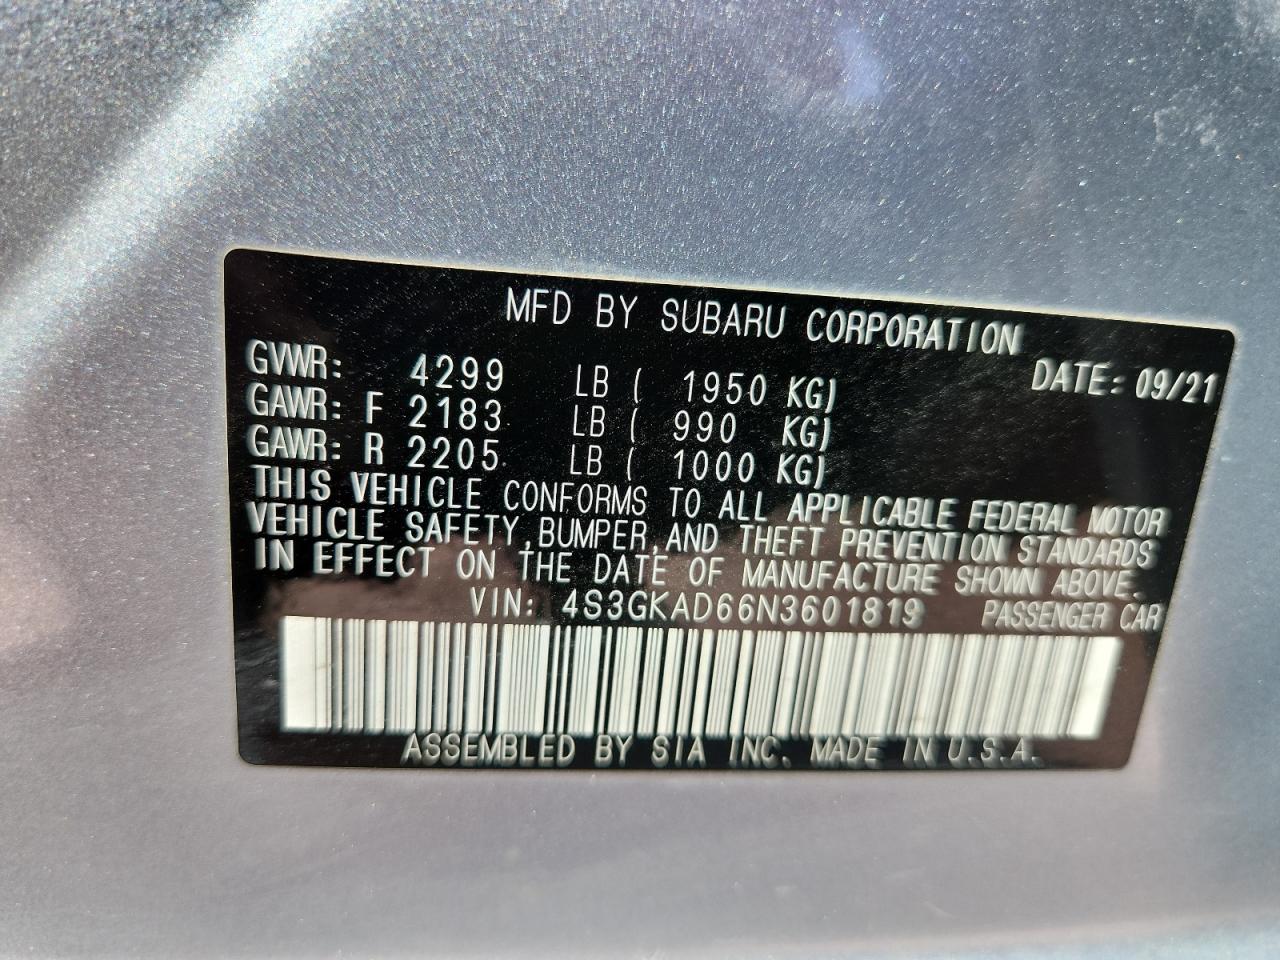 MFD BY SUBARU CORPORATION
GVWR: 4299 LB ( 1950 KG) DATE: 09/21
GAWR: F 2183 LB ( 990 KG)
GAWR: R 2205 LB ( 1000 KG)
THIS VEHICLE CONFORMS TO ALL APPLICABLE FEDERAL MOTOR
VEHICLE SAFETY, BUMPER, AND THEFT PREVENTION STANDARDS
IN EFFECT ON THE DATE OF MANUFACTURE SHOWN ABOVE.
VIN: 4S3GKAD66N3601819 PASSENGER CAR
ASSEMBLED BY SIA INC. MADE IN U.S.A.